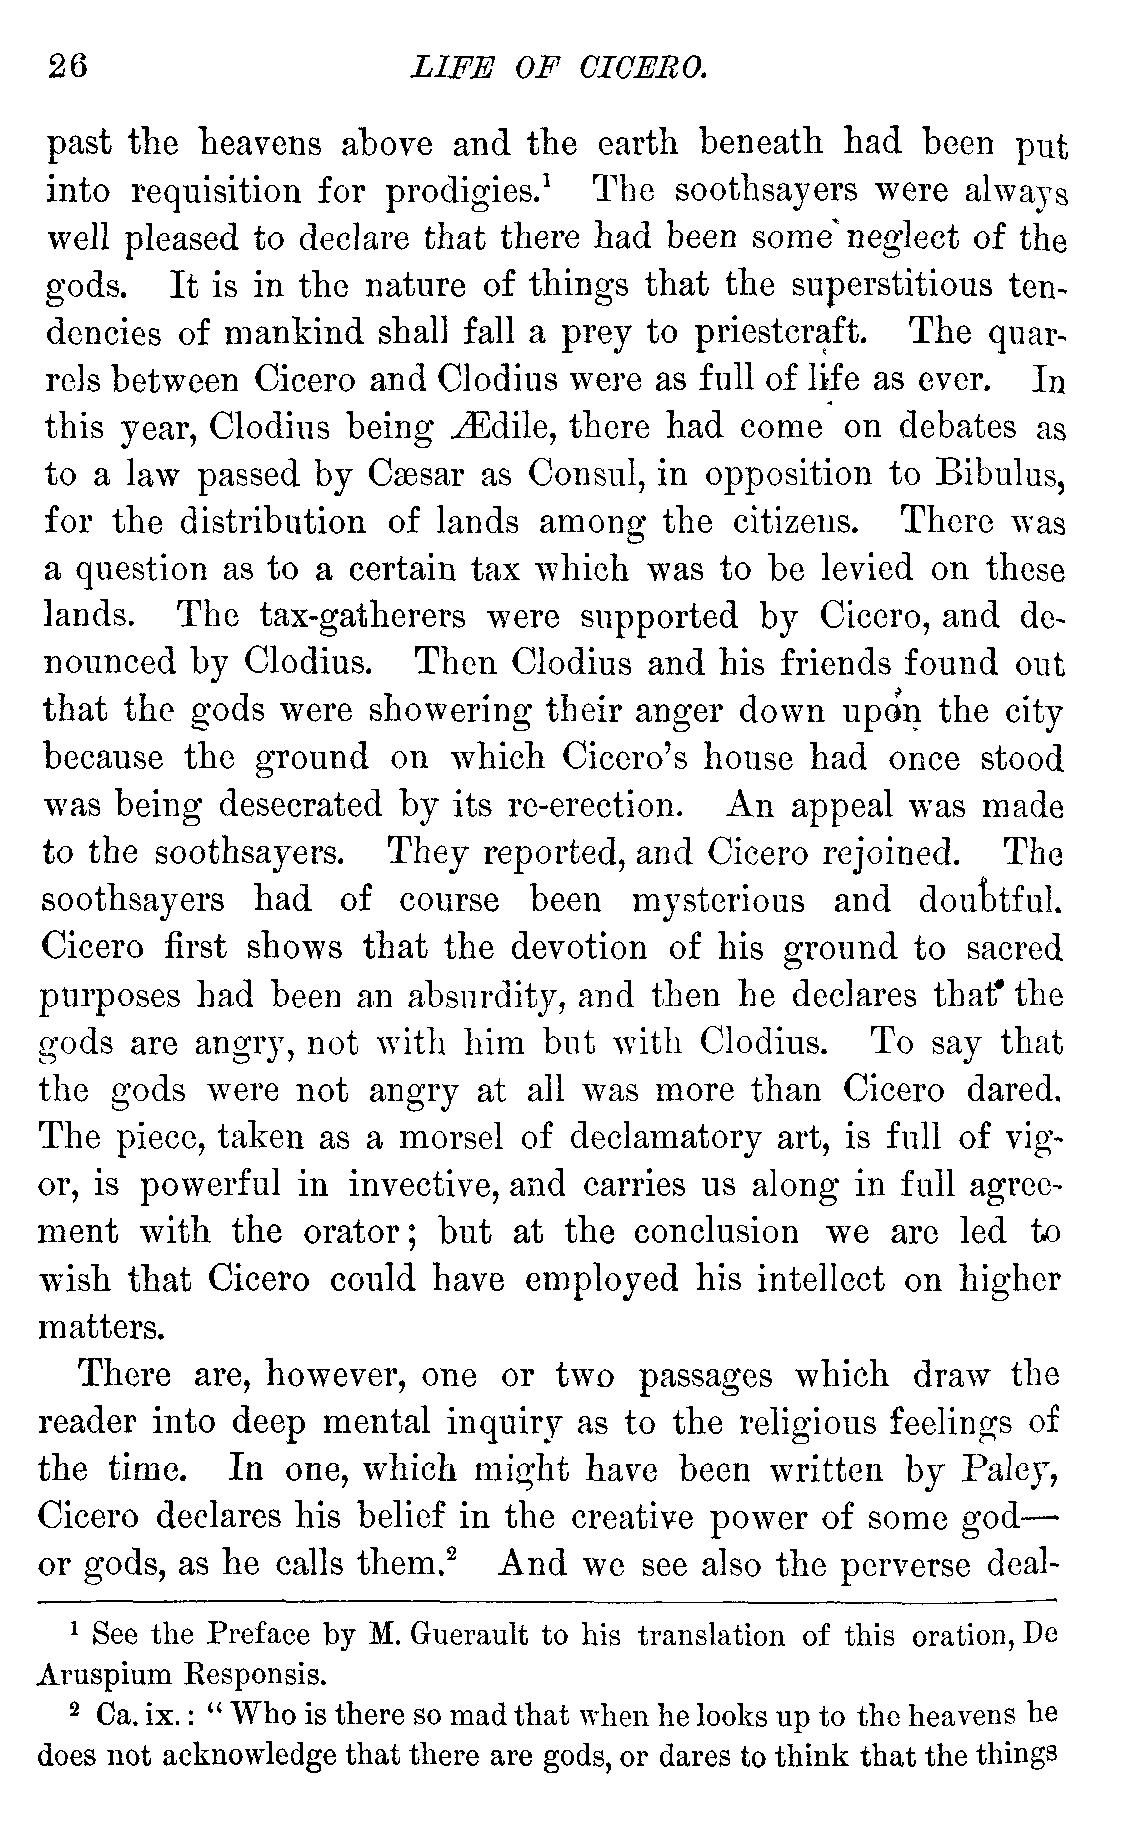 26 LIFE OF CICERO.
past the heavens above and the earth beneath had been put
into requisition for prodigies.¹ The soothsayers were always
well pleased to declare that there had been some neglect of the
gods. It is in the nature of things that the superstitious ten-
dencies of mankind shall fall a prey to priestcraft. The quar-
rels between Cicero and Clodius were as full of life as ever. In
this year, Clodius being Ædile, there had come on debates as
to a law passed by Cæsar as Consul, in opposition to Bibulus,
for the distribution of lands among the citizens. There was
a question as to a certain tax which was to be levied on these
lands. The tax-gatherers were supported by Cicero, and de-
nounced by Clodius. Then Clodius and his friends found out
that the gods were showering their anger down upon the city
because the ground on which Cicero's house had once stood
was being desecrated by its re-erection. An appeal was made
to the soothsayers. They reported, and Cicero rejoined. The
soothsayers had of course been mysterious and doubtful.
Cicero first shows that the devotion of his ground to sacred
purposes had been an absurdity, and then he declares that the
gods are angry, not with him but with Clodius. To say that
the gods were not angry at all was more than Cicero dared.
The piece, taken as a morsel of declamatory art, is full of vig-
or, is powerful in invective, and carries us along in full agree-
ment with the orator; but at the conclusion we are led to
wish that Cicero could have employed his intellect on higher
matters.
There are, however, one or two passages which draw the
reader into deep mental inquiry as to the religious feelings of
the time. In one, which might have been written by Paley,
Cicero declares his belief in the creative power of some god—
or gods, as he calls them.² And we see also the perverse deal-
¹ See the Preface by M. Guerault to his translation of this oration, De
Aruspium Responsis.
² Ca. ix.: "Who is there so mad that when he looks up to the heavens he
does not acknowledge that there are gods, or dares to think that the things